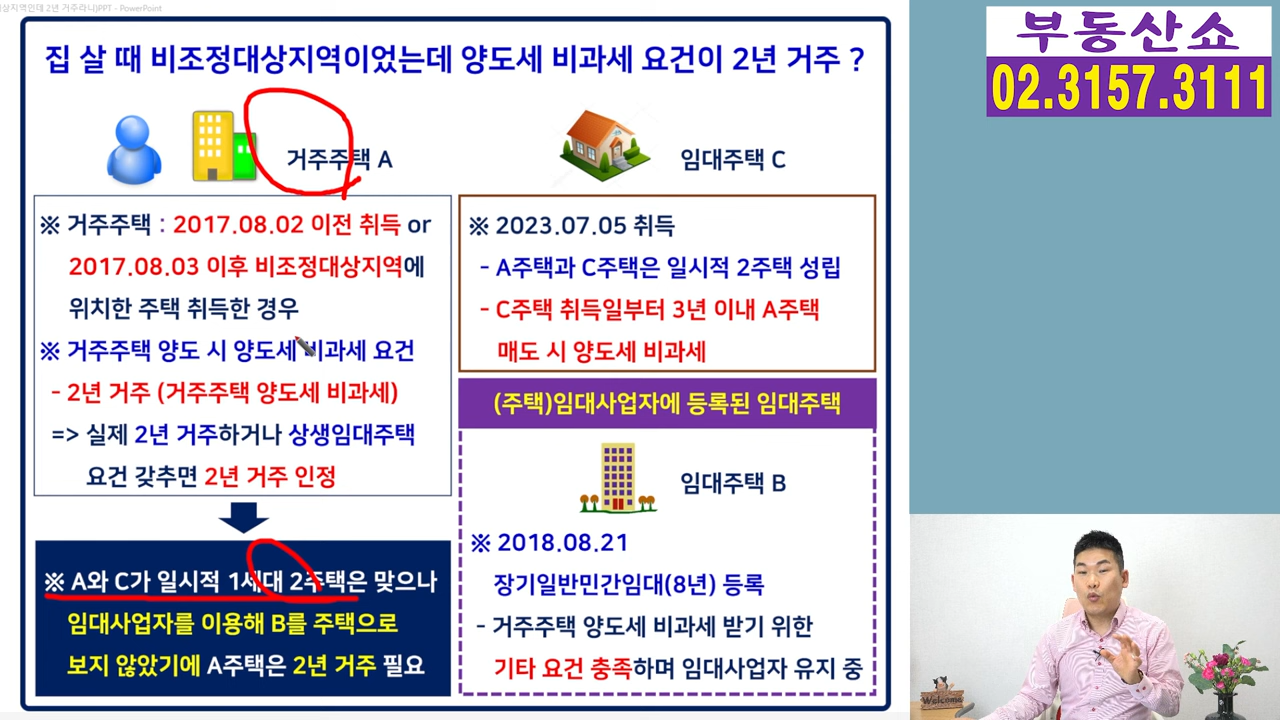 상지역인데 2년 거주라니)PPT - PowerPoint
부동산쇼
02.3157.3111
집 살 때 비조정대상지역이었는데 양도세 비과세 요건이 2년 거주 ?
거주주택 A
※ 거주주택 : 2017.08.02 이전 취득 or
2017.08.03 이후 비조정대상지역에
위치한 주택 취득한 경우
※ 거주주택 양도 시 양도세 비과세 요건
- 2년 거주 (거주주택 양도세 비과세)
=> 실제 2년 거주하거나 상생임대주택
요건 갖추면 2년 거주 인정
※ A와 C가 일시적 1세대 2주택은 맞으나
임대사업자를 이용해 B를 주택으로
보지 않았기에 A주택은 2년 거주 필요
임대주택 C
※ 2023.07.05 취득
- A주택과 C주택은 일시적 2주택 성립
- C주택 취득일부터 3년 이내 A주택
매도 시 양도세 비과세
(주택)임대사업자에 등록된 임대주택
임대주택 B
※ 2018.08.21
장기일반민간임대(8년) 등록
- 거주주택 양도세 비과세 받기 위한
기타 요건 충족하며 임대사업자 유지 중
Welcome